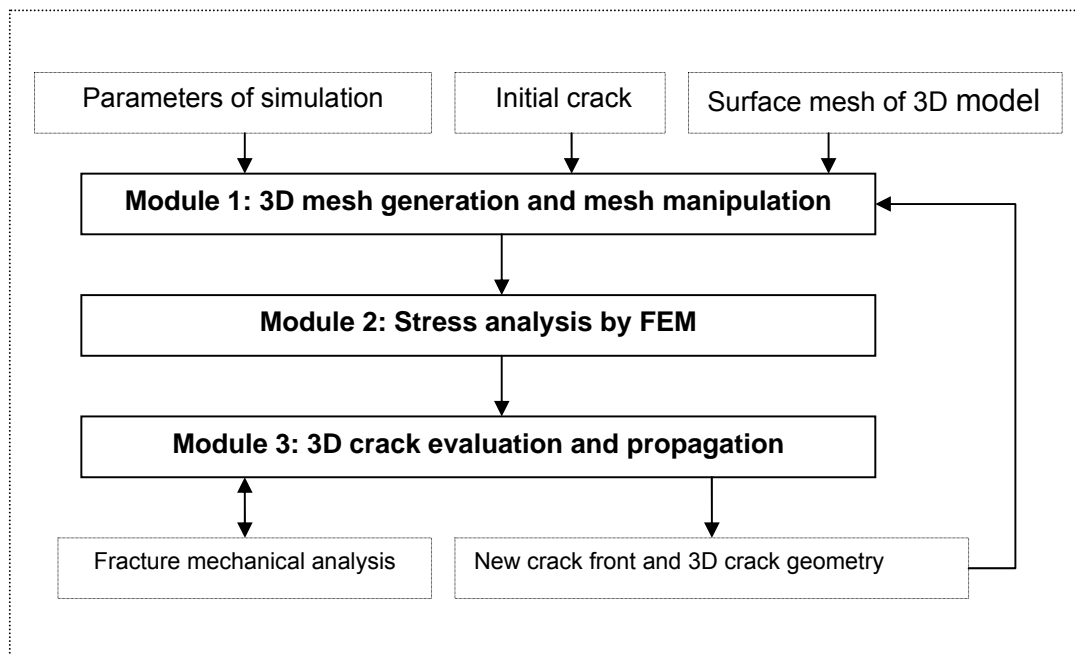 Parameters of simulation
Initial crack
Surface mesh of 3D model
Module 1: 3D mesh generation and mesh manipulation
Module 2: Stress analysis by FEM
Module 3: 3D crack evaluation and propagation
Fracture mechanical analysis
New crack front and 3D crack geometry